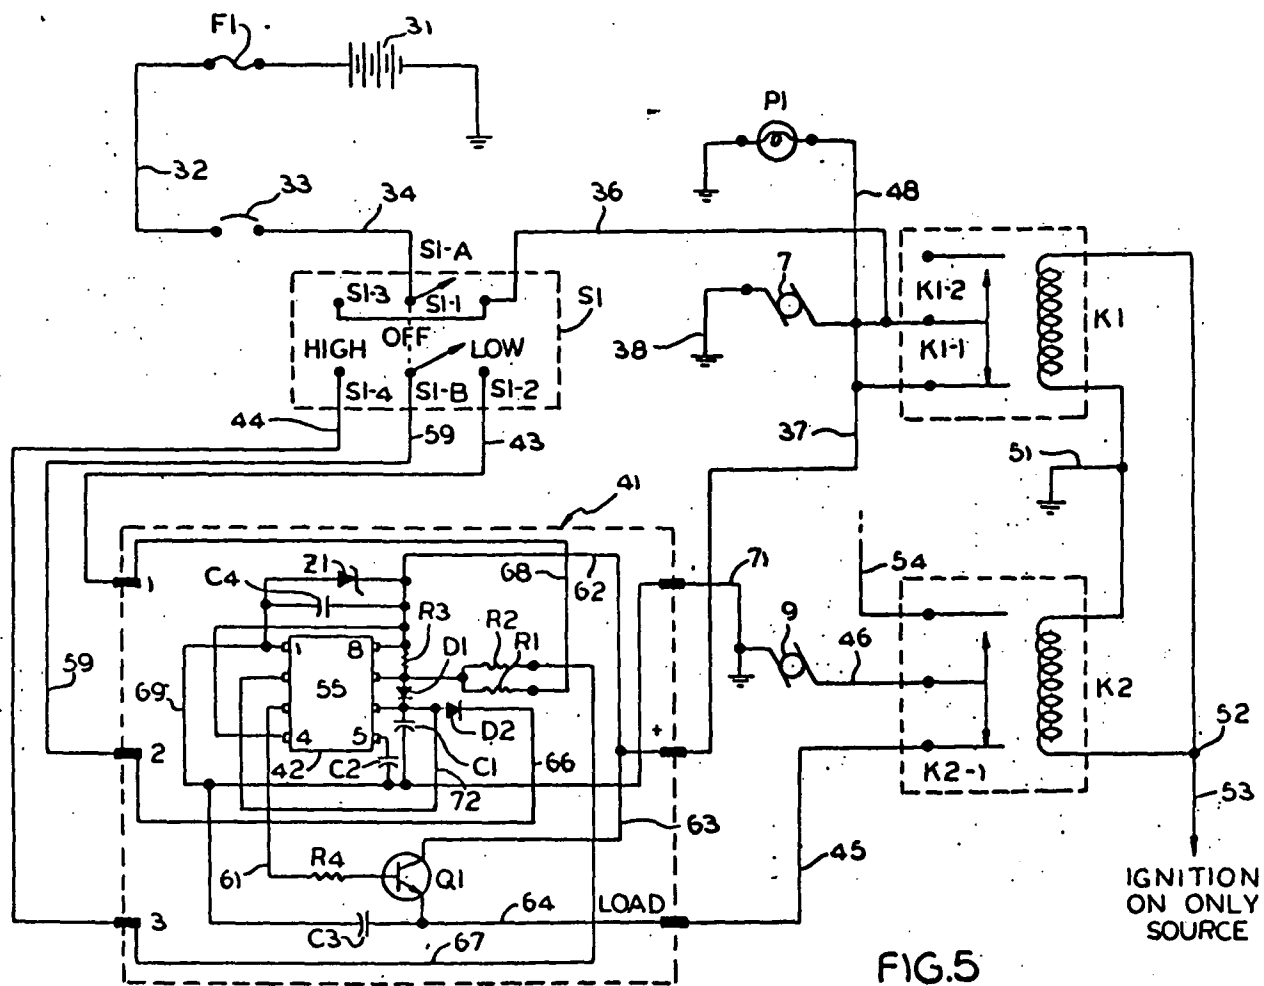 F1
31
P1
32
33
34
36
48
S1-A
7
S1-3
S1-1
S1
K1-2
K1
OFF
38
K1-1
HIGH
LOW
S1-4
S1-B
S1-2
44
59
43
37
51
41
Z1
71
54
C4
68
62
1
R3
R2
D1
R1
9
46
1
8
59
55
69
K2
D2
+
52
4
5
2
42
C2
C1
66
72
K2-1
53
63
45
R4
61
Q1
IGNITION
ON ONLY
SOURCE
64
LOAD
3
C3
67
FIG.5